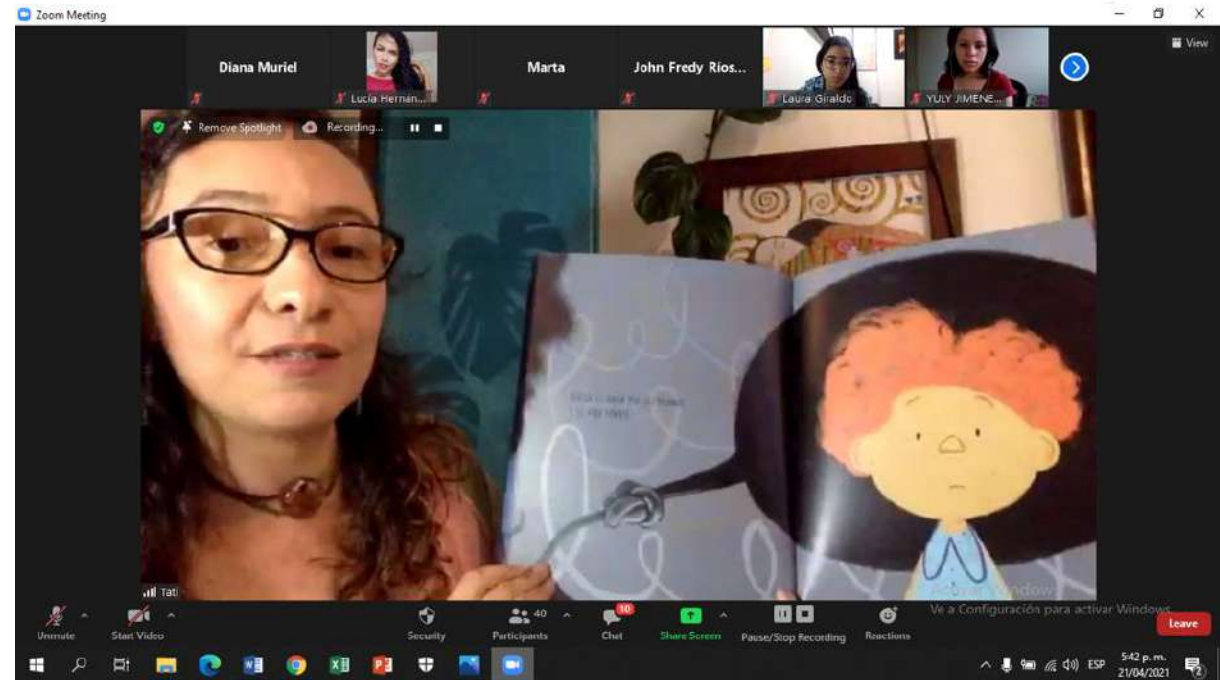 Zoom Meeting
View
Diana Muriel
Lucía Hernán...
Marta
John Fredy Ríos...
Laura Giraldo
YULY JIMENE...
Remove Spotlight
Recording...
Tati
Activar Windows
Ve a Configuración para activar Windows.
Unmute
Start Video
Security
40
Participants
10
Chat
Share Screen
Pause/Stop Recording
Reactions
Leave
ESP
5:42 p. m.
21/04/2021
2